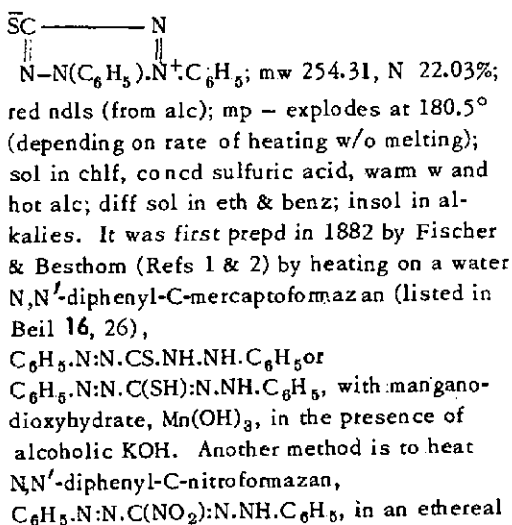 S̄C ――― N
‖ ‖
N–N(C₆H₅).N⁺.C₆H₅; mw 254.31, N 22.03%;
red ndls (from alc); mp – explodes at 180.5°
(depending on rate of heating w/o melting);
sol in chlf, concd sulfuric acid, warm w and
hot alc; diff sol in eth & benz; insol in al-
kalies. It was first prepd in 1882 by Fischer
& Besthorn (Refs 1 & 2) by heating on a water
N,N′-diphenyl-C-mercaptoformazan (listed in
Beil 16, 26),
C₆H₅.N:N.CS.NH.NH.C₆H₅or
C₆H₅.N:N.C(SH):N.NH.C₆H₅, with mangano-
dioxyhydrate, Mn(OH)₃, in the presence of
alcoholic KOH. Another method is to heat
N,N′-diphenyl-C-nitroformazan,
C₆H₅.N:N.C(NO₂):N.NH.C₆H₅, in an ethereal